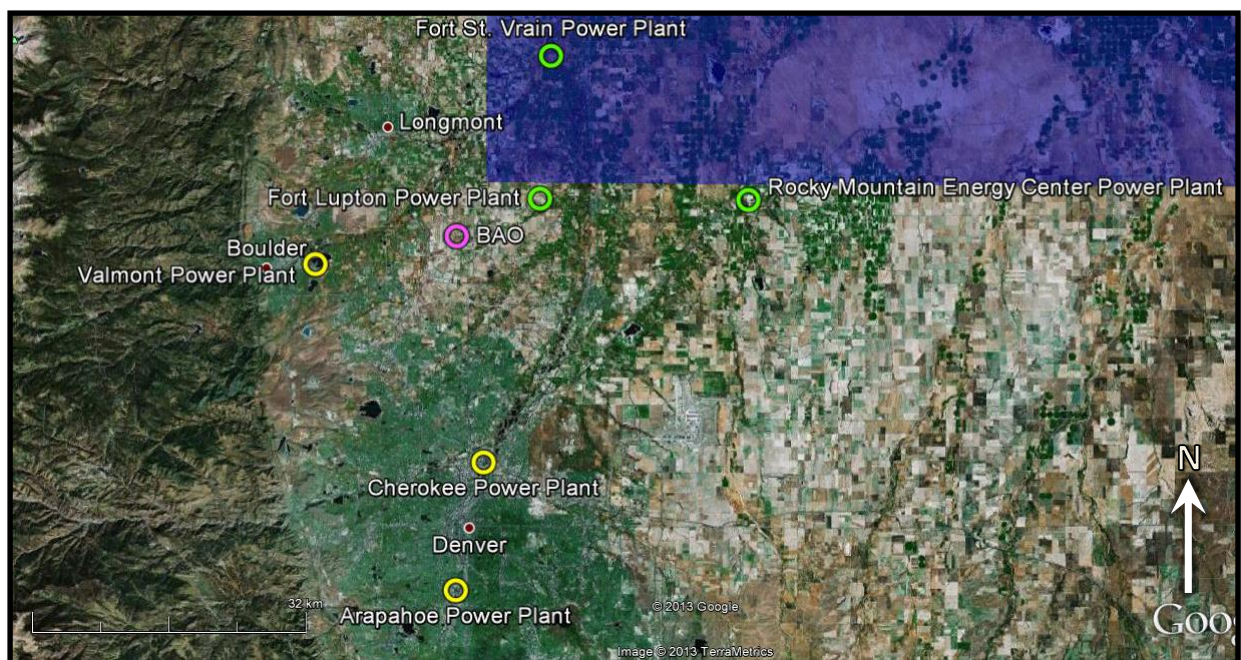 Fort St. Vrain Power Plant
Longmont
Rocky Mountain Energy Center Power Plant
Fort Lupton Power Plant
BAO
Boulder
Valmont Power Plant
N
Cherokee Power Plant
Denver
32 km
© 2013 Google
Arapahoe Power Plant
Goo
Image © 2013 TerraMetrics